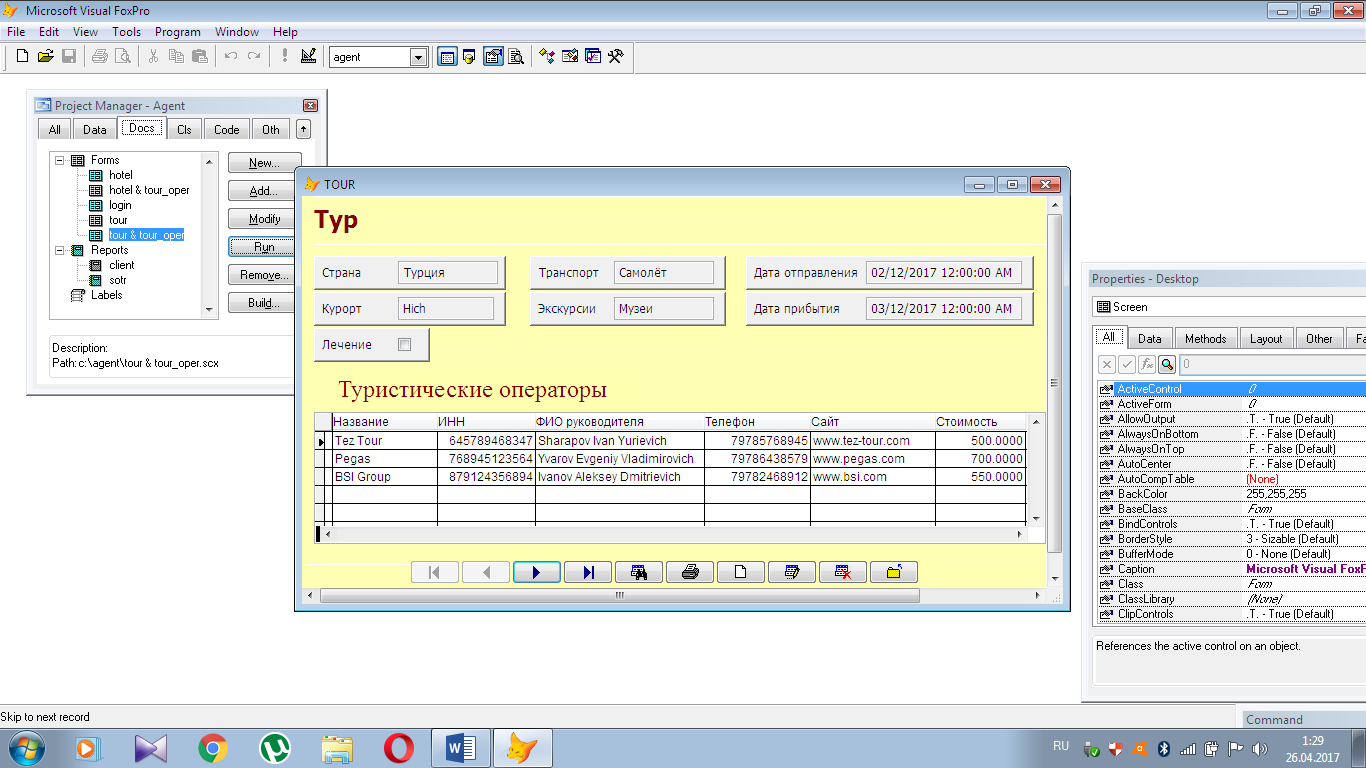 Microsoft Visual FoxPro
File Edit View Tools Program Window Help
agent
Project Manager - Agent
All Data Docs Cls Code Oth
Forms
hotel
hotel & tour_oper
login
tour
tour & tour_oper
Reports
client
sotr
Labels
New...
Add...
Modify
Run
Remove...
Build...
Description:
Path: c:\agent\tour & tour_oper.scx
TOUR
Тур
Страна Турция Транспорт Самолёт Дата отправления 02/12/2017 12:00:00 AM
Курорт Hich Экскурсии Музеи Дата прибытия 03/12/2017 12:00:00 AM
Лечение
Туристические операторы
Название ИНН ФИО руководителя Телефон Сайт Стоимость
Tez Tour 645789468347 Sharapov Ivan Yurievich 79785768945 www.tez-tour.com 500.0000
Pegas 768945123564 Yvarov Evgeniy Vladimirovich 79786438579 www.pegas.com 700.0000
BSI Group 879124356894 Ivanov Aleksey Dmitrievich 79782468912 www.bsi.com 550.0000
Properties - Desktop
Screen
All Data Methods Layout Other Fa
0
ActiveControl 0
ActiveForm 0
AllowOutput .T. - True (Default)
AlwaysOnBottom .F. - False (Default)
AlwaysOnTop .F. - False (Default)
AutoCenter .F. - False (Default)
AutoCompTable (None)
BackColor 255,255,255
BaseClass Form
BindControls .T. - True (Default)
BorderStyle 3 - Sizable (Default)
BufferMode 0 - None (Default)
Caption Microsoft Visual FoxP
Class Form
ClassLibrary (None)
ClipControls .T. - True (Default)
References the active control on an object.
Skip to next record
Command
RU
1:29
26.04.2017